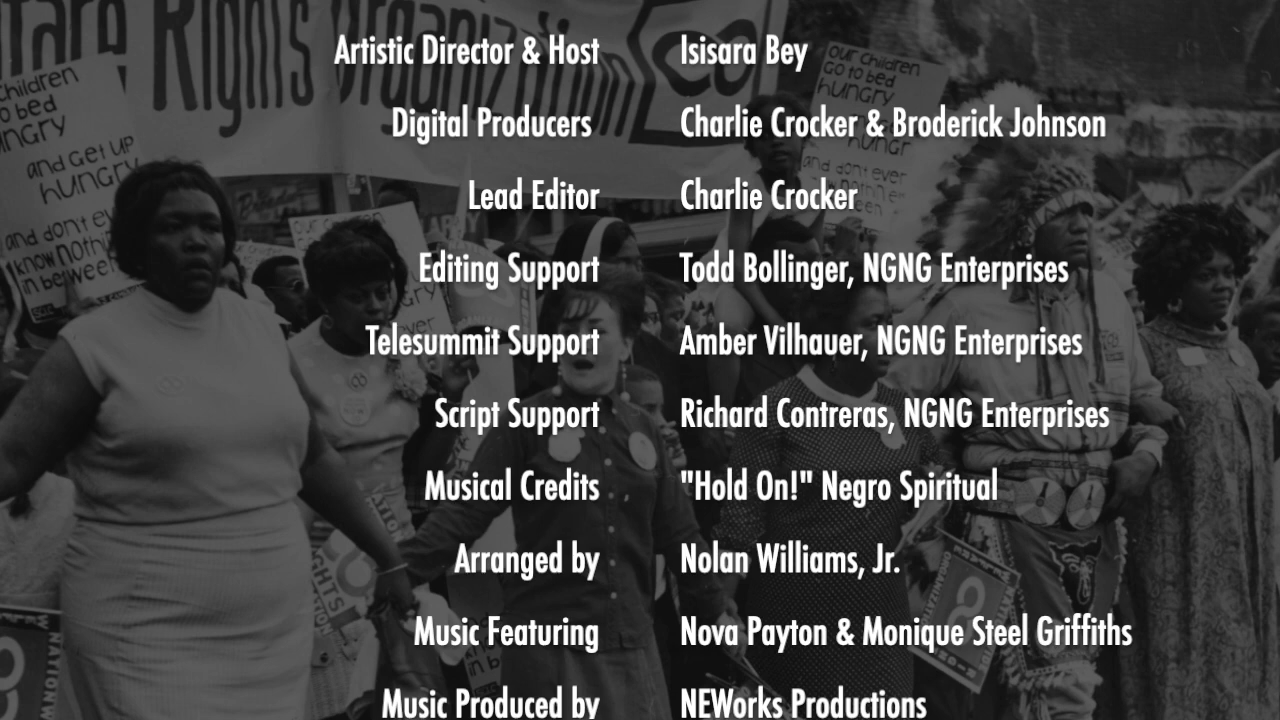 Artistic Director & Host Isisara Bey
Digital Producers Charlie Crocker & Broderick Johnson
Lead Editor Charlie Crocker
Editing Support Todd Bollinger, NGNG Enterprises
Telesummit Support Amber Vilhauer, NGNG Enterprises
Script Support Richard Contreras, NGNG Enterprises
Musical Credits "Hold On!" Negro Spiritual
Arranged by Nolan Williams, Jr.
Music Featuring Nova Payton & Monique Steel Griffiths
Music Produced by NEWorks Productions
Rights Organization
children
and GET UP
hungry
and don't
know
our children
Go to bed
hungry
and don't ever